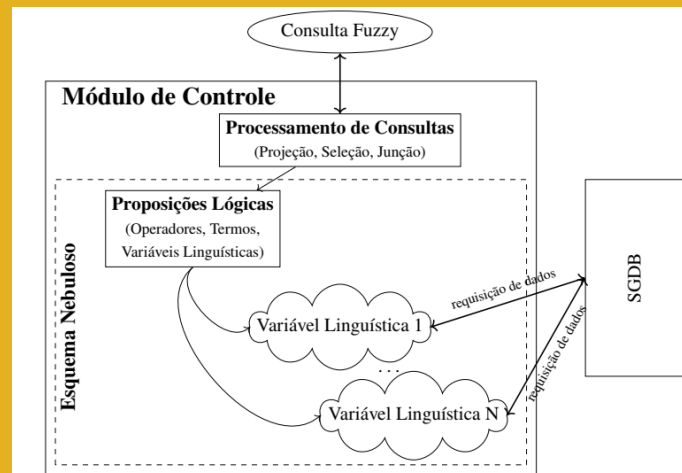 Consulta Fuzzy
Módulo de Controle
Processamento de Consultas
(Projeção, Seleção, Junção)
Proposições Lógicas
(Operadores, Termos,
Variáveis Linguísticas)
Esquema Nebuloso
Variável Linguística 1
requisição de dados
. . .
Variável Linguística N
requisição de dados
SGDB